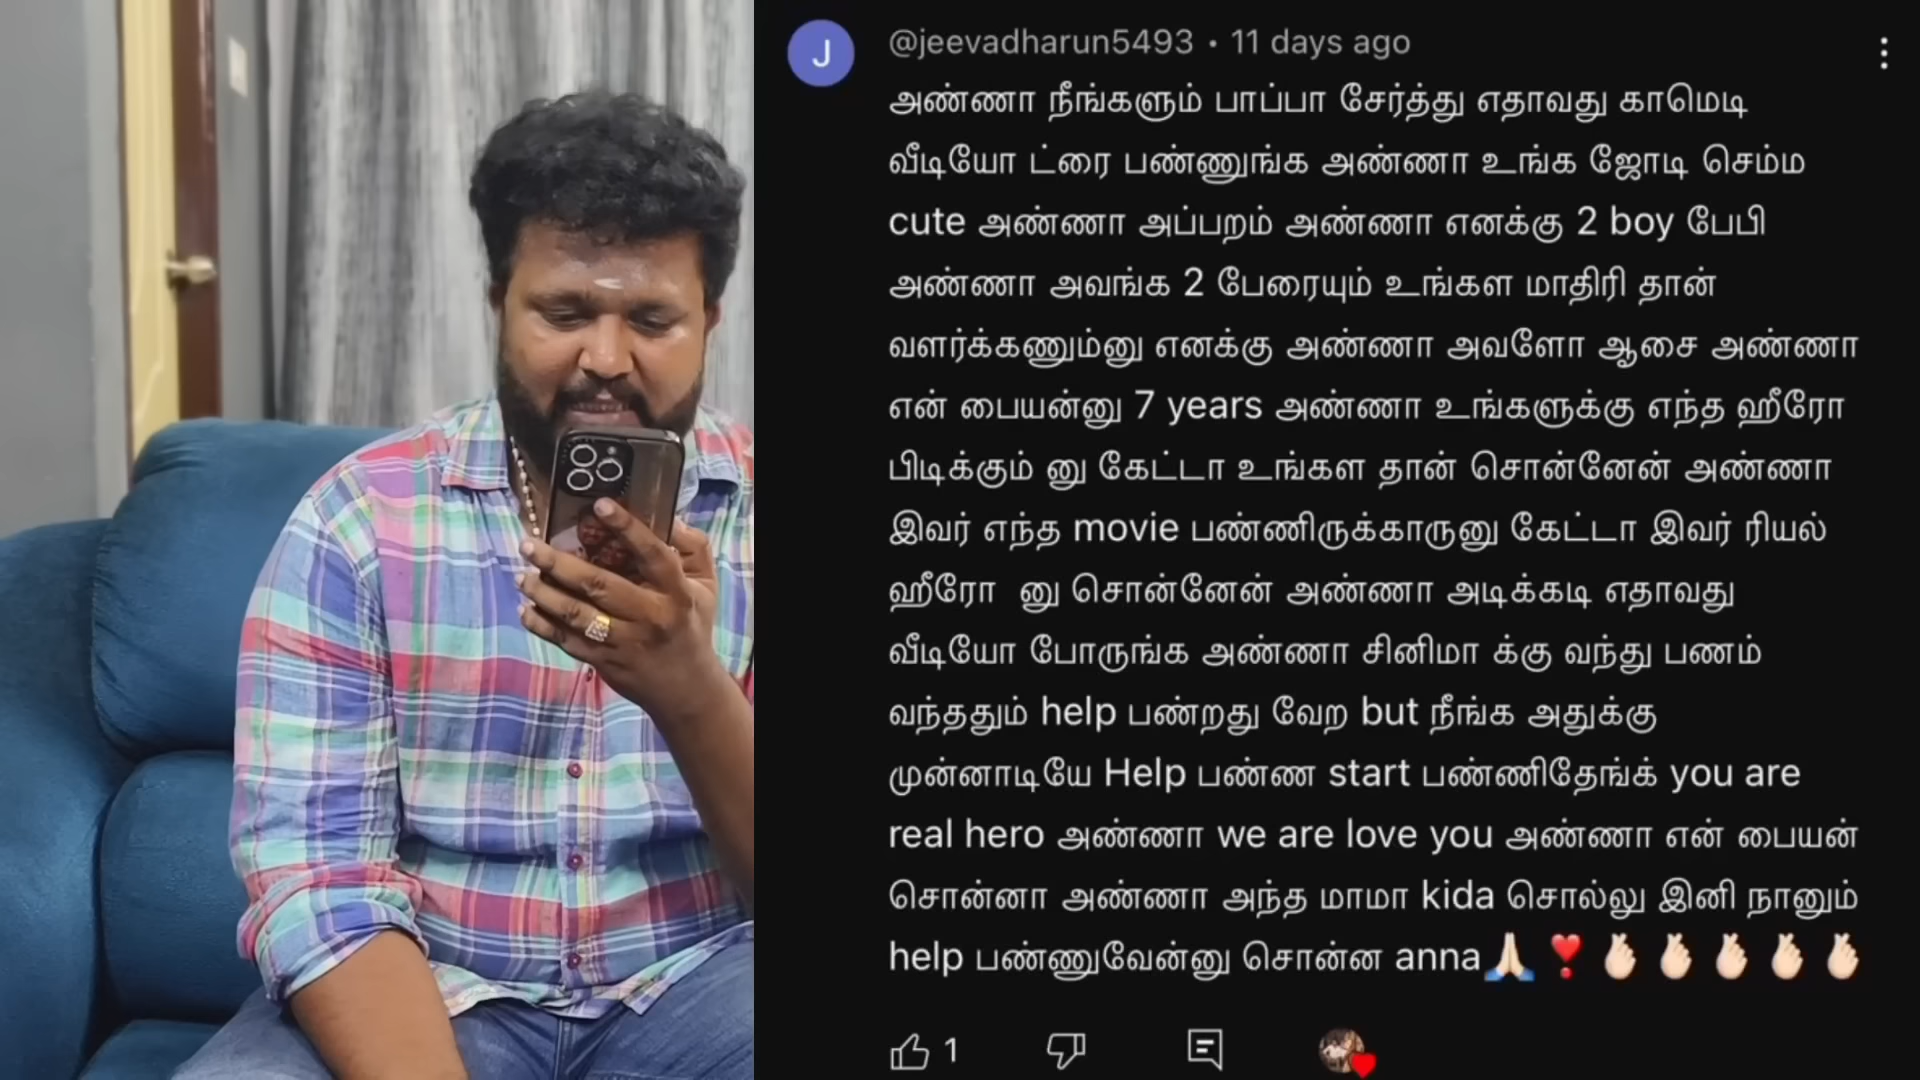 J
@jeevadharun5493 • 11 days ago
அண்ணா நீங்களும் பாப்பா சேர்த்து எதாவது காமெடி
வீடியோ ட்ரை பண்ணுங்க அண்ணா உங்க ஜோடி செம்ம
cute அண்ணா அப்பறம் அண்ணா எனக்கு 2 boy பேபி
அண்ணா அவங்க 2 பேரையும் உங்கள மாதிரி தான்
வளர்க்கணும்னு எனக்கு அண்ணா அவளோ ஆசை அண்ணா
என் பையன்னு 7 years அண்ணா உங்களுக்கு எந்த ஹீரோ
பிடிக்கும் னு கேட்டா உங்கள தான் சொன்னேன் அண்ணா
இவர் எந்த movie பண்ணிருக்காருனு கேட்டா இவர் ரியல்
ஹீரோ னு சொன்னேன் அண்ணா அடிக்கடி எதாவது
வீடியோ போருங்க அண்ணா சினிமா க்கு வந்து பணம்
வந்ததும் help பண்றது வேற but நீங்க அதுக்கு
முன்னாடியே Help பண்ண start பண்ணிதேங்க் you are
real hero அண்ணா we are love you அண்ணா என் பையன்
சொன்னா அண்ணா அந்த மாமா kida சொல்லு இனி நானும்
help பண்ணுவேன்னு சொன்ன anna🙏🏻❣️🫰🏻🫰🏻🫰🏻🫰🏻🫰🏻
1